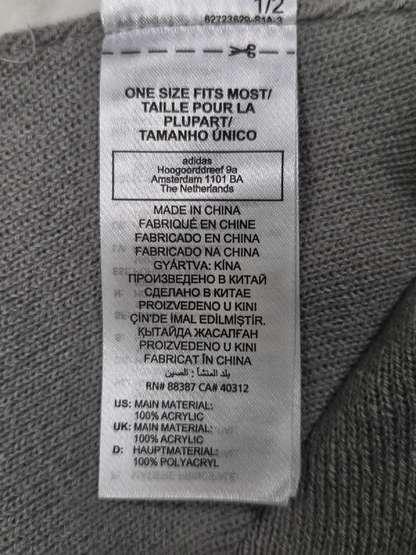 1/2
62723620-S1A-3
ONE SIZE FITS MOST/
TAILLE POUR LA
PLUPART/
TAMANHO ÚNICO
adidas
Hoogoorddreef 9a
Amsterdam 1101 BA
The Netherlands
MADE IN CHINA
FABRIQUÉ EN CHINE
FABRICADO EN CHINA
FABRICADO NA CHINA
GYÁRTVA: KÍNA
ПРОИЗВЕДЕНО В КИТАЙ
СДЕЛАНО В КИТАЕ
PROIZVEDENO U KINI
ÇİN'DE İMAL EDİLMİŞTİR.
ҚЫТАЙДА ЖАСАЛҒАН
PROIZVEDENO U KINI
FABRICAT ÎN CHINA
بلد المنشأ : الصين
RN# 88387 CA# 40312
US: MAIN MATERIAL:
100% ACRYLIC
UK: MAIN MATERIAL:
100% ACRYLIC
D: HAUPTMATERIAL:
100% POLYACRYL